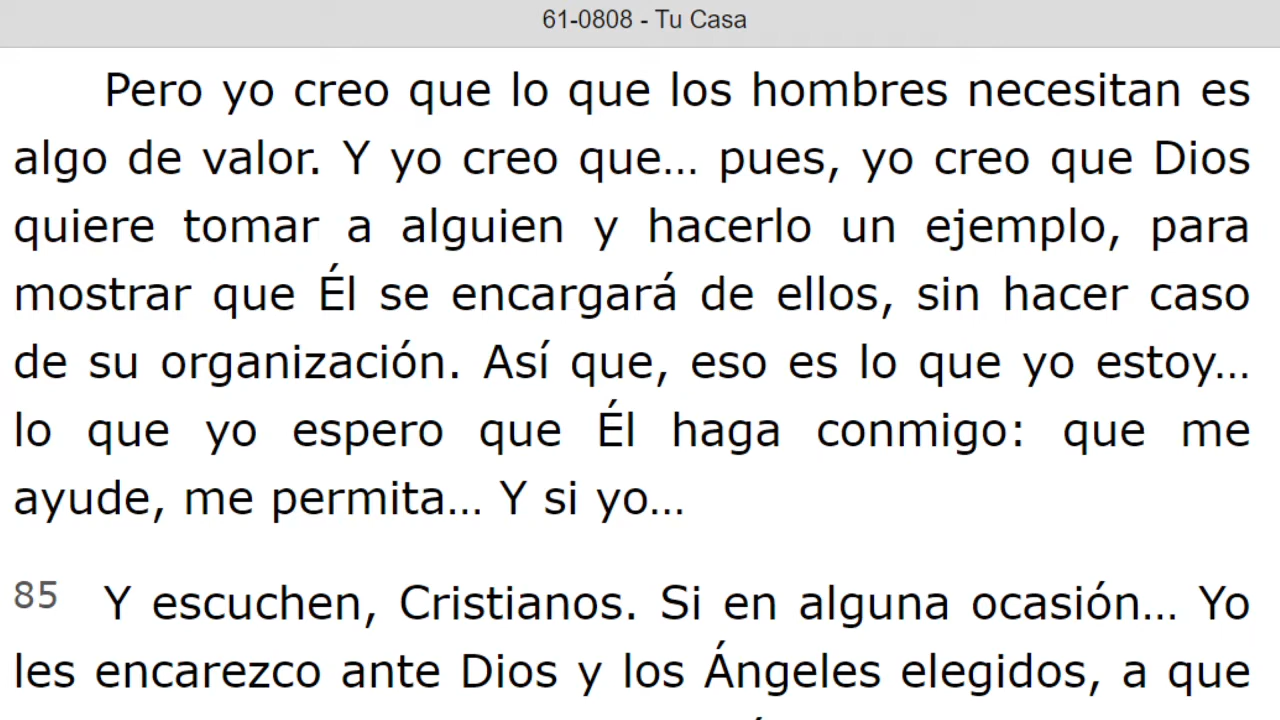 61-0808 - Tu Casa
Pero yo creo que lo que los hombres necesitan es
algo de valor. Y yo creo que… pues, yo creo que Dios
quiere tomar a alguien y hacerlo un ejemplo, para
mostrar que Él se encargará de ellos, sin hacer caso
de su organización. Así que, eso es lo que yo estoy…
lo que yo espero que Él haga conmigo: que me
ayude, me permita… Y si yo…
85 Y escuchen, Cristianos. Si en alguna ocasión… Yo
les encarezco ante Dios y los Ángeles elegidos, a que